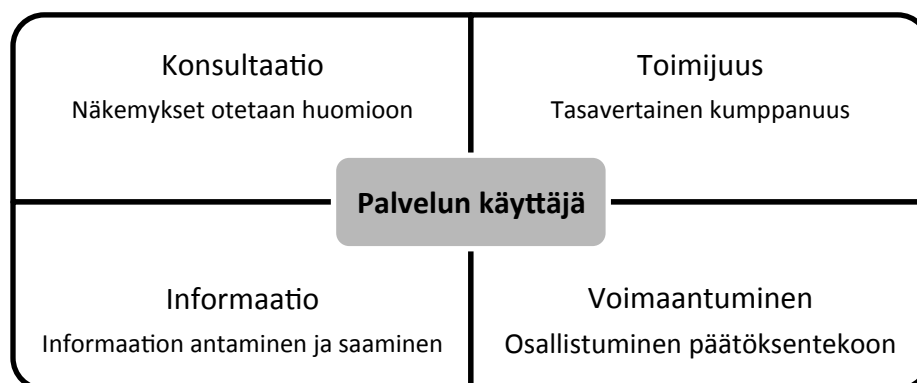 Konsultaatio
Näkemykset otetaan huomioon
Toimijuus
Tasavertainen kumppanuus
Palvelun käyttäjä
Informaatio
Informaation antaminen ja saaminen
Voimaantuminen
Osallistuminen päätöksentekoon